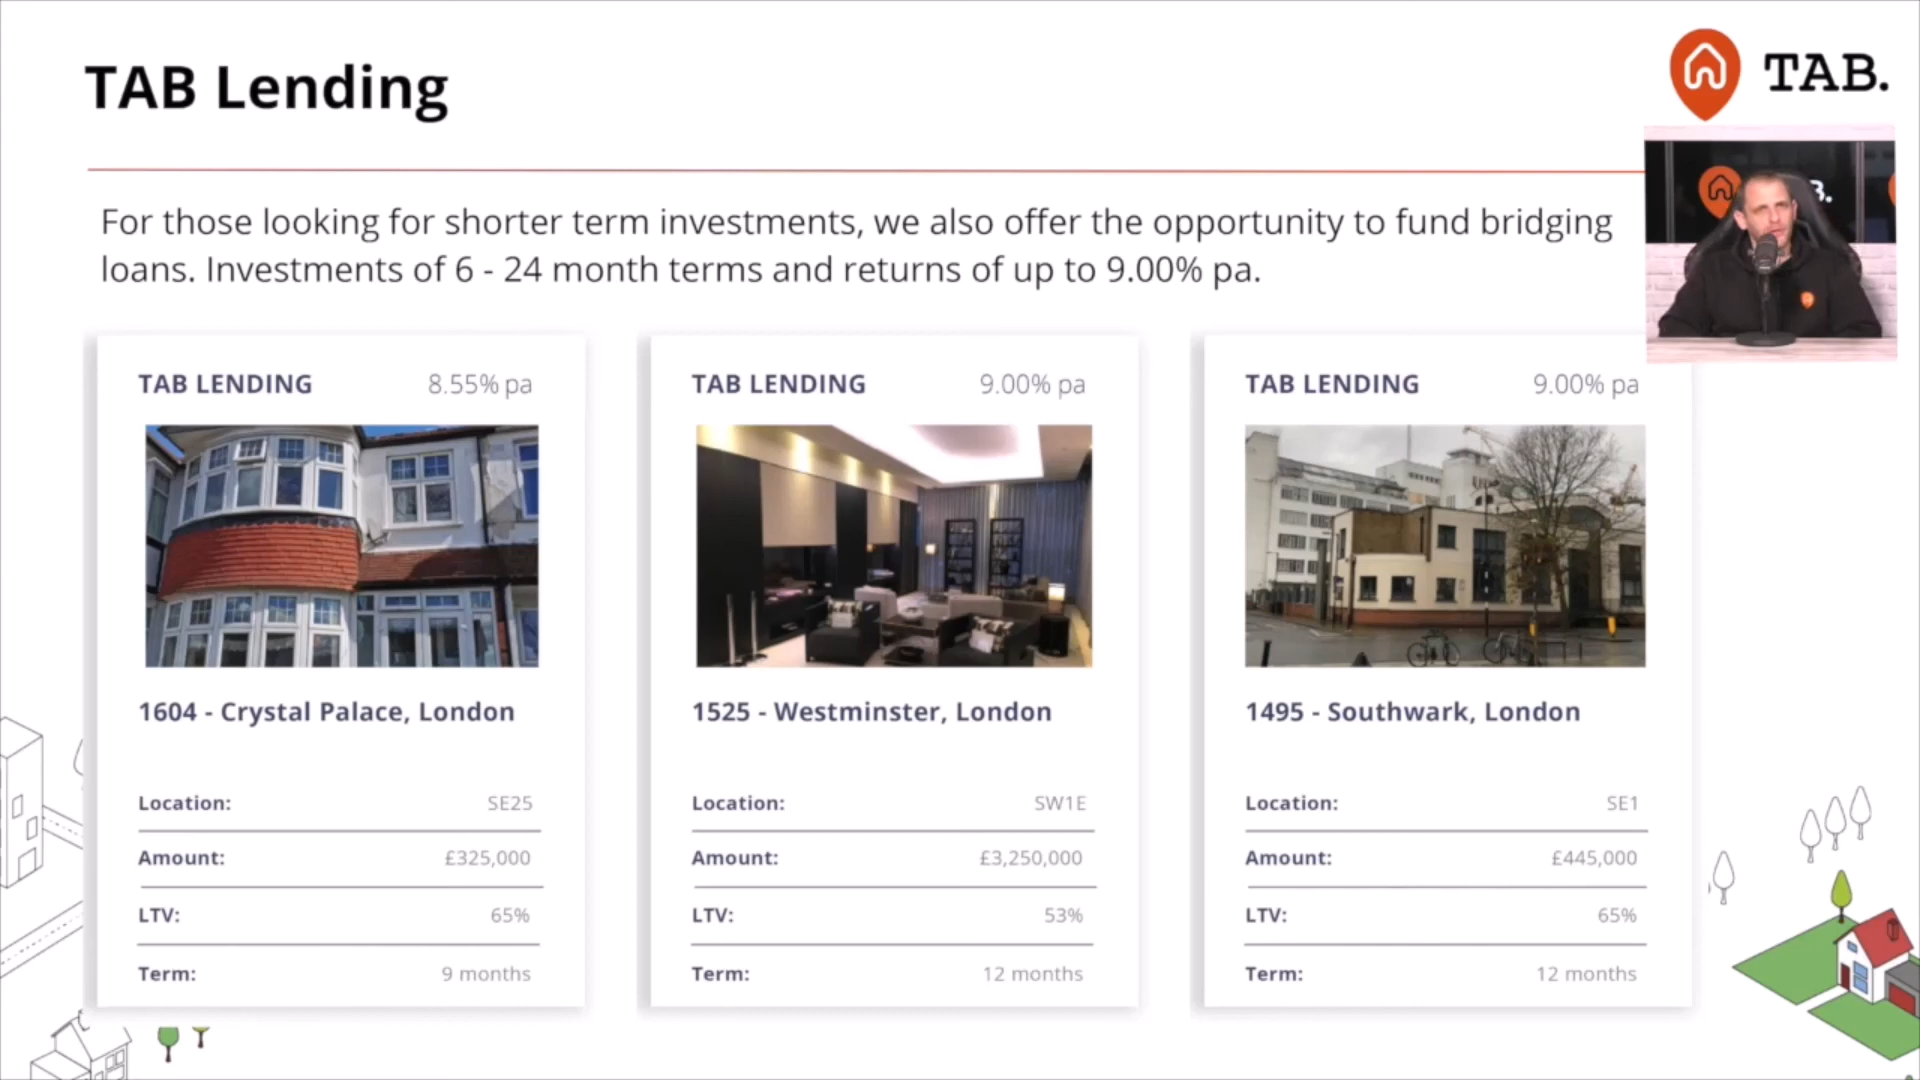 TAB Lending
TAB.
For those looking for shorter term investments, we also offer the opportunity to fund bridging
loans. Investments of 6 - 24 month terms and returns of up to 9.00% pa.
TAB LENDING 8.55% pa
1604 - Crystal Palace, London
Location: SE25
Amount: £325,000
LTV: 65%
Term: 9 months
TAB LENDING 9.00% pa
1525 - Westminster, London
Location: SW1E
Amount: £3,250,000
LTV: 53%
Term: 12 months
TAB LENDING 9.00% pa
1495 - Southwark, London
Location: SE1
Amount: £445,000
LTV: 65%
Term: 12 months